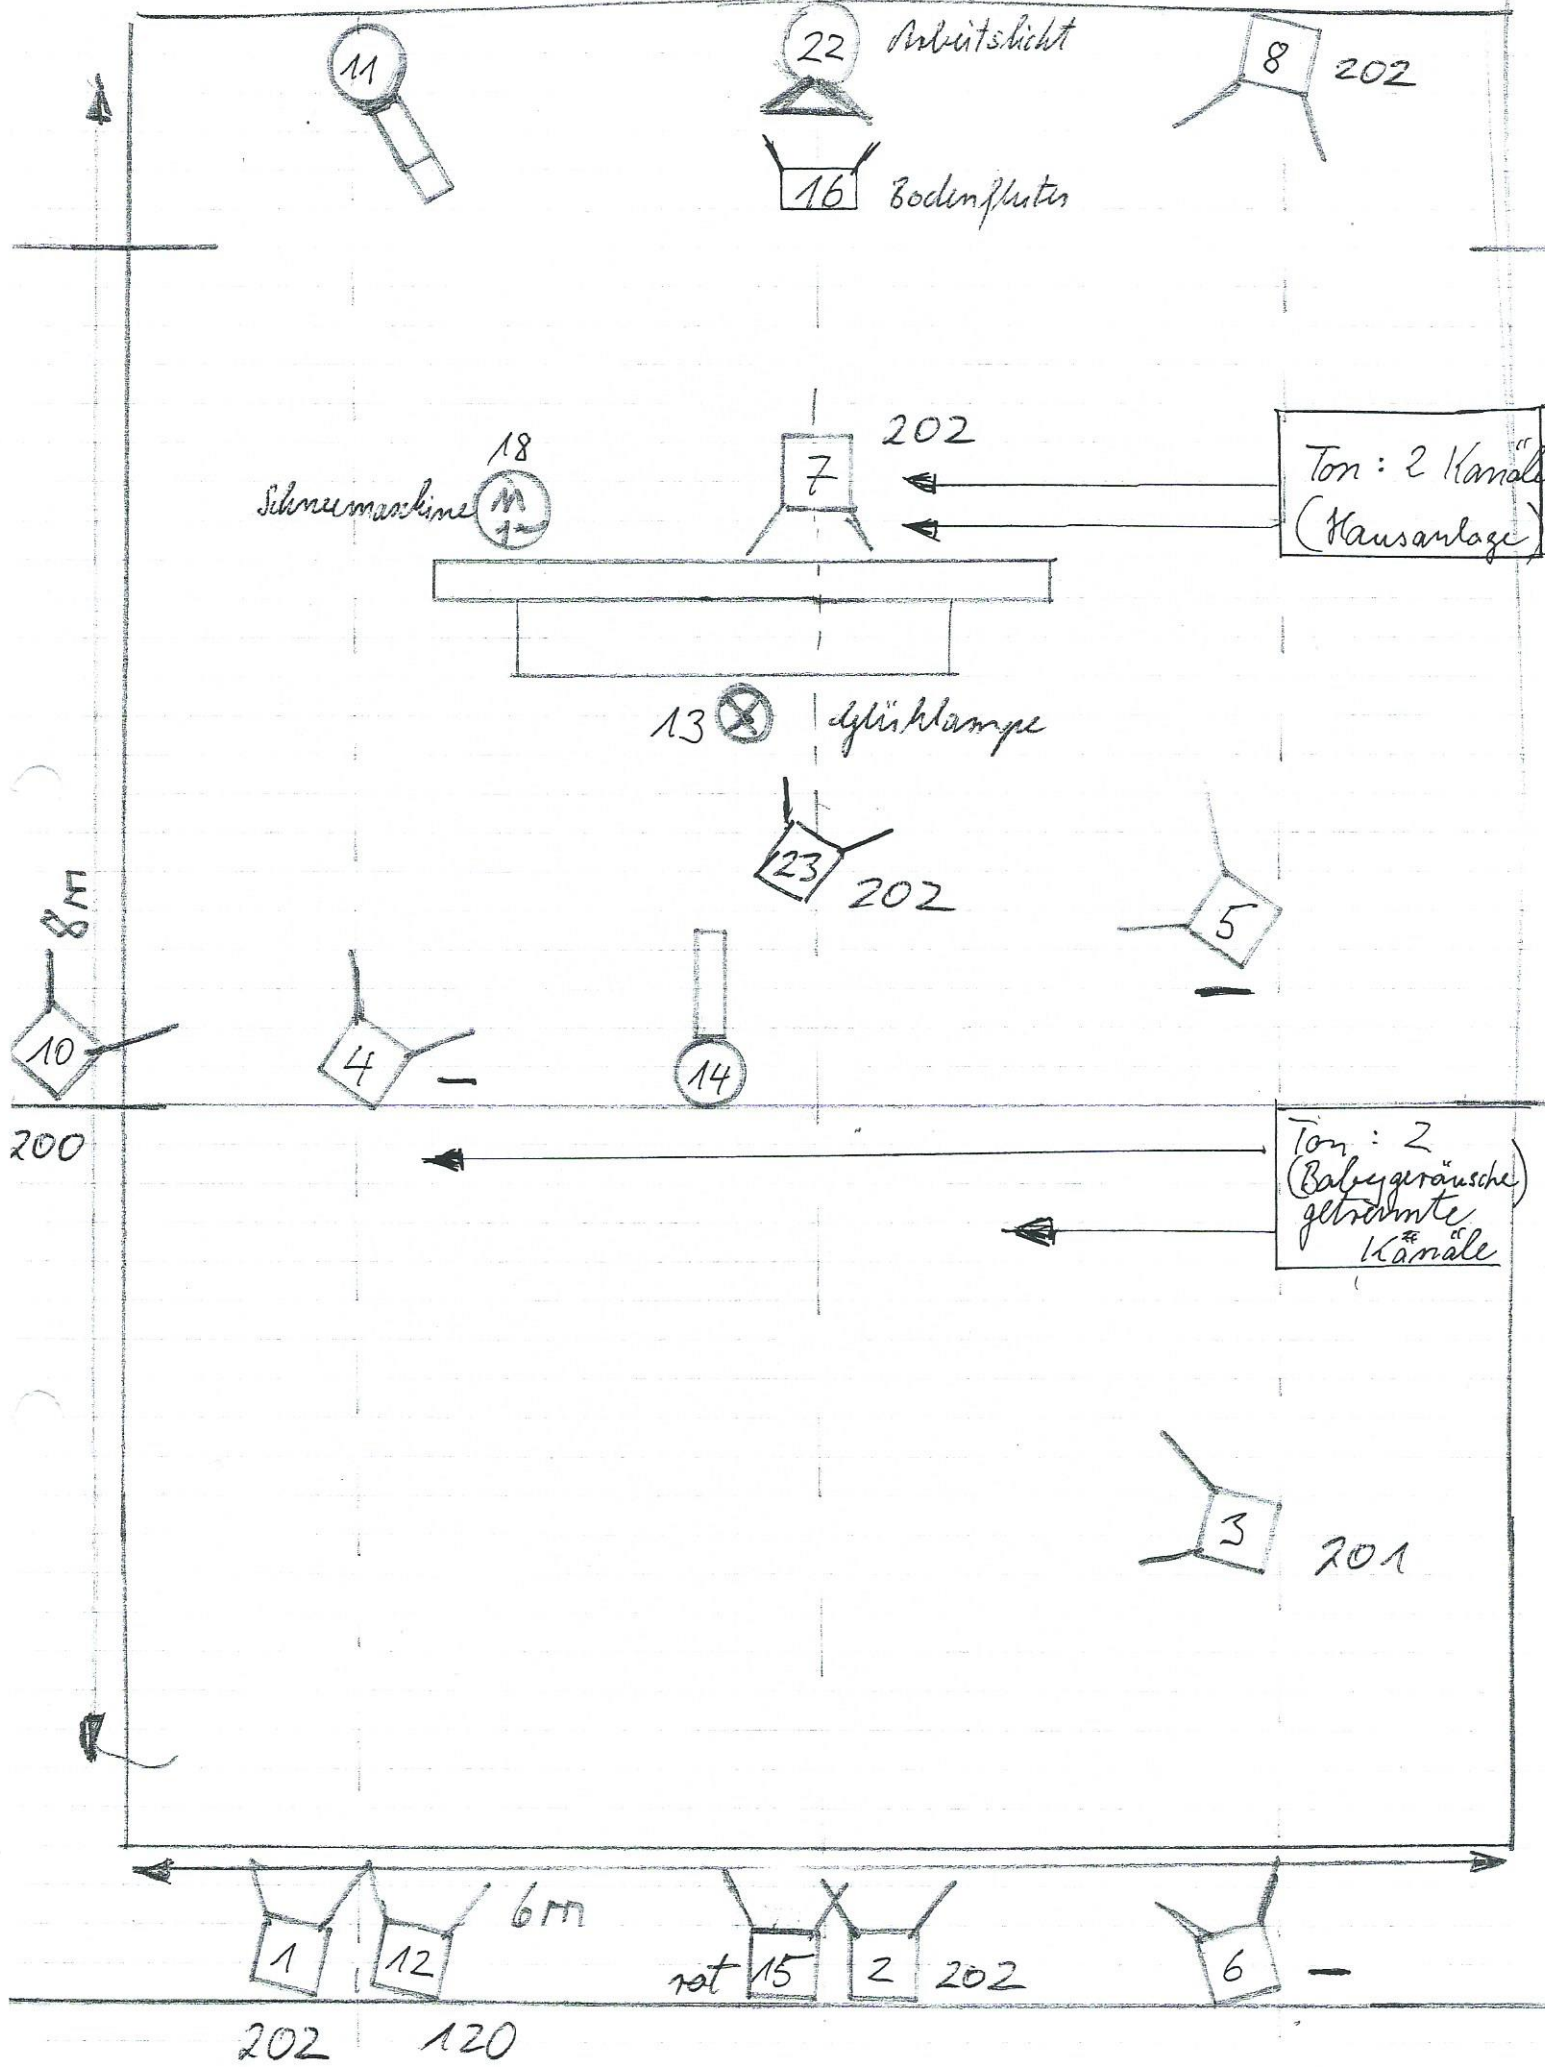 11
22 Arbeitslicht
8 202
16 Bodenfluter
18
7 202
Schneemaschine
M
1~
Ton: 2 Kanäle
(Hausanlage)
13 Glühlampe
23
202
5
–
8m
10
4 –
14
200
Ton: 2
(Babygeräusche)
getrennte
Kanäle
3
201
6m
1
12
rot 15
2 202
6 –
202
120